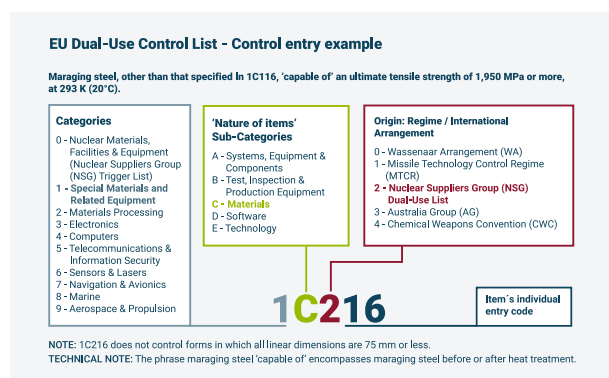 EU Dual-Use Control List - Control entry example
Maraging steel, other than that specified in 1C116, ‘capable of’ an ultimate tensile strength of 1,950 MPa or more,
at 293 K (20°C).
Categories
0 - Nuclear Materials,
Facilities & Equipment
(Nuclear Suppliers Group
(NSG) Trigger List)
1 - Special Materials and
Related Equipment
2 - Materials Processing
3 - Electronics
4 - Computers
5 - Telecommunications &
Information Security
6 - Sensors & Lasers
7 - Navigation & Avionics
8 - Marine
9 - Aerospace & Propulsion
‘Nature of items’
Sub-Categories
A - Systems, Equipment &
Components
B - Test, Inspection &
Production Equipment
C - Materials
D - Software
E - Technology
Origin: Regime / International
Arrangement
0 - Wassenaar Arrangement (WA)
1 - Missile Technology Control Regime
(MTCR)
2 - Nuclear Suppliers Group (NSG)
Dual-Use List
3 - Australia Group (AG)
4 - Chemical Weapons Convention (CWC)
1C216
Item´s individual
entry code
NOTE: 1C216 does not control forms in which all linear dimensions are 75 mm or less.
TECHNICAL NOTE: The phrase maraging steel ‘capable of’ encompasses maraging steel before or after heat treatment.